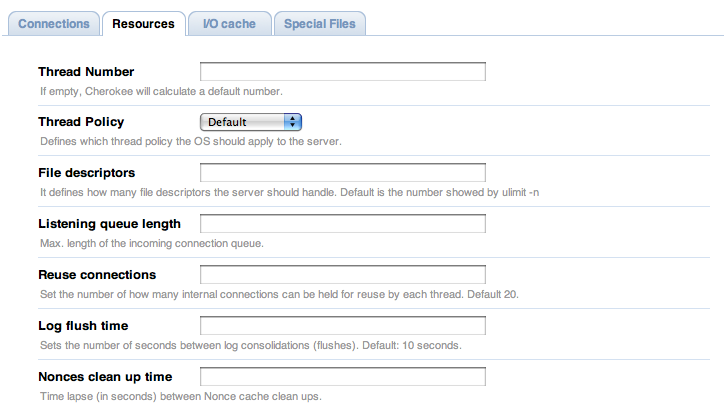 Connections Resources I/O cache Special Files
Thread Number
If empty, Cherokee will calculate a default number.
Thread Policy Default
Defines which thread policy the OS should apply to the server.
File descriptors
It defines how many file descriptors the server should handle. Default is the number showed by ulimit -n
Listening queue length
Max. length of the incoming connection queue.
Reuse connections
Set the number of how many internal connections can be held for reuse by each thread. Default 20.
Log flush time
Sets the number of seconds between log consolidations (flushes). Default: 10 seconds.
Nonces clean up time
Time lapse (in seconds) between Nonce cache clean ups.